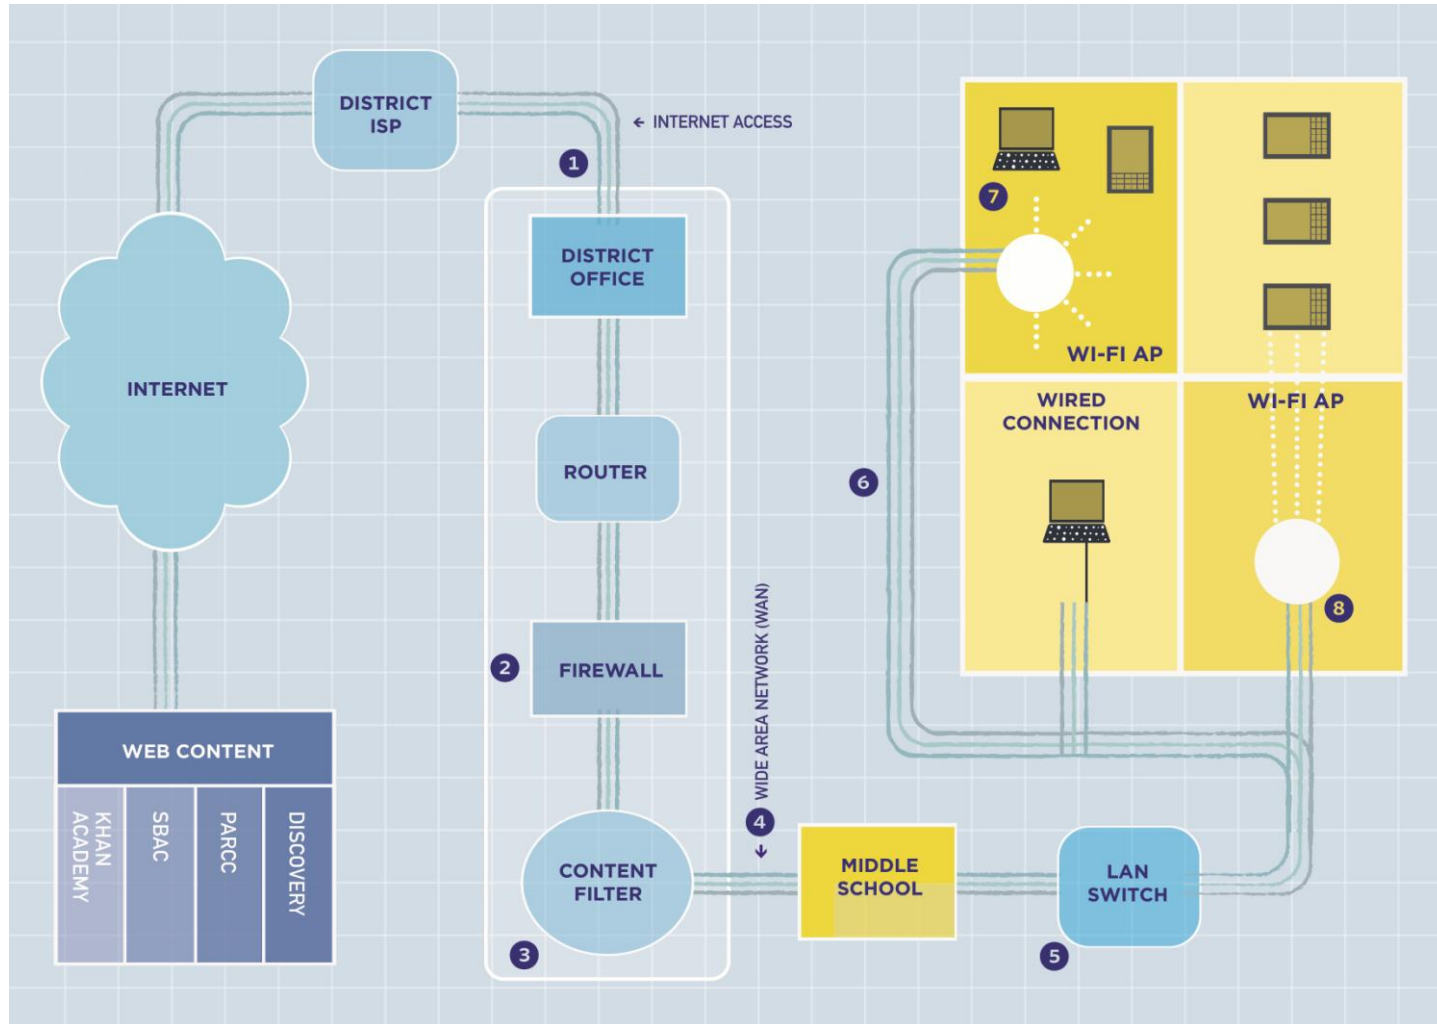 DISTRICT
ISP
← INTERNET ACCESS
1
DISTRICT
OFFICE
INTERNET
ROUTER
2
FIREWALL
WEB CONTENT
KHAN
ACADEMY
SBAC
PARCC
DISCOVERY
CONTENT
FILTER
3
← 4 WIDE AREA NETWORK (WAN)
MIDDLE
SCHOOL
LAN
SWITCH
5
6
7
WI-FI AP
WIRED
CONNECTION
WI-FI AP
8